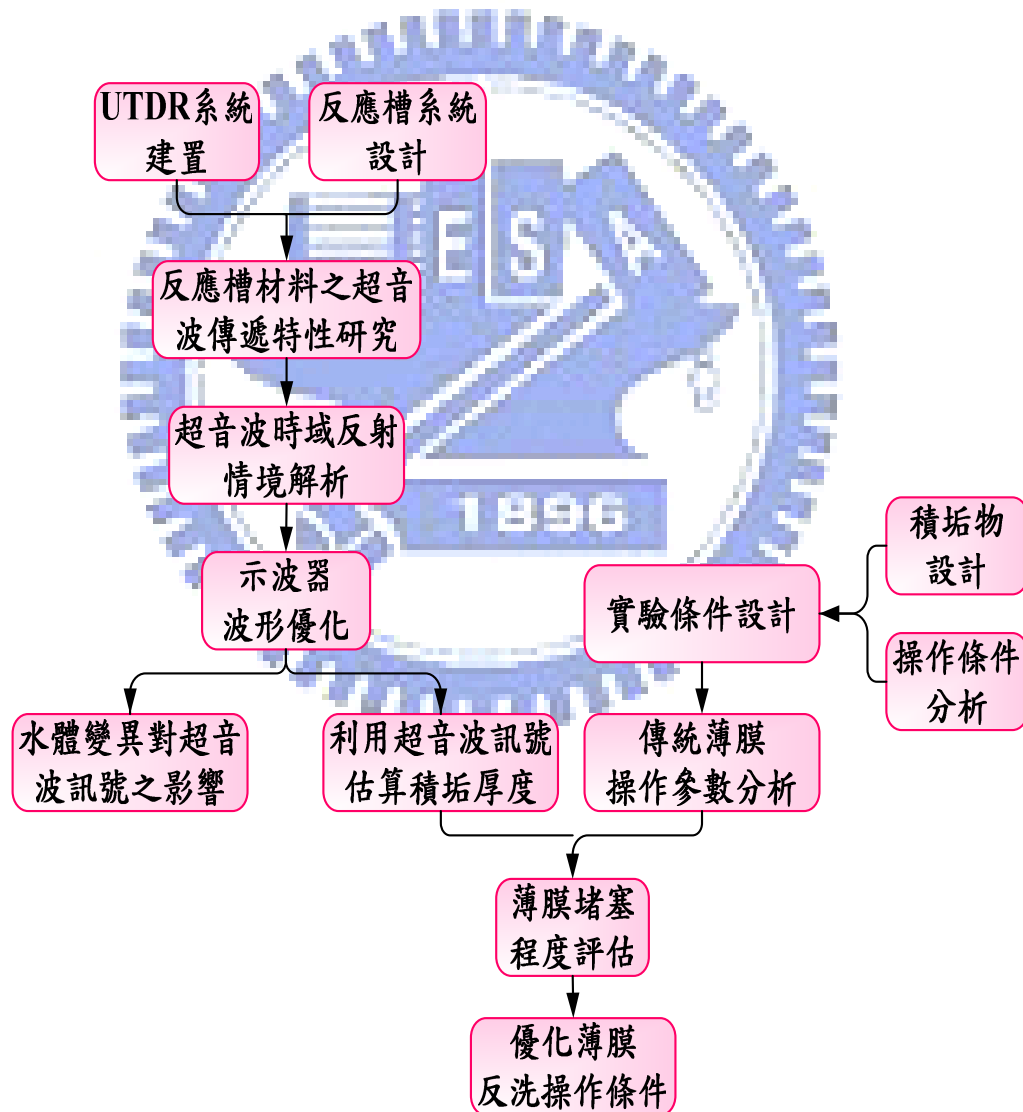 UTDR系統
建置
反應槽系統
設計
反應槽材料之超音
波傳遞特性研究
超音波時域反射
情境解析
示波器
波形優化
水體變異對超音
波訊號之影響
利用超音波訊號
估算積垢厚度
實驗條件設計
積垢物
設計
操作條件
分析
傳統薄膜
操作參數分析
薄膜堵塞
程度評估
優化薄膜
反洗操作條件
E S A
1896